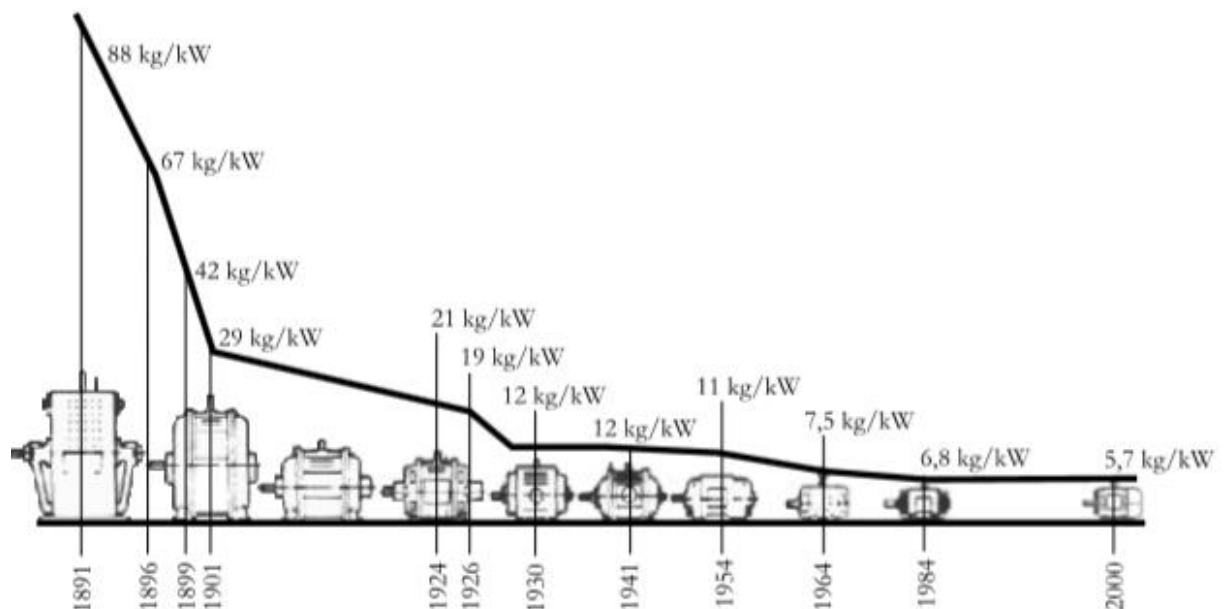 88 kg/kW
67 kg/kW
42 kg/kW
29 kg/kW
21 kg/kW
19 kg/kW
12 kg/kW
12 kg/kW
11 kg/kW
7,5 kg/kW
6,8 kg/kW
5,7 kg/kW
1891
1896
1899
1901
1924
1926
1930
1941
1954
1964
1984
2000